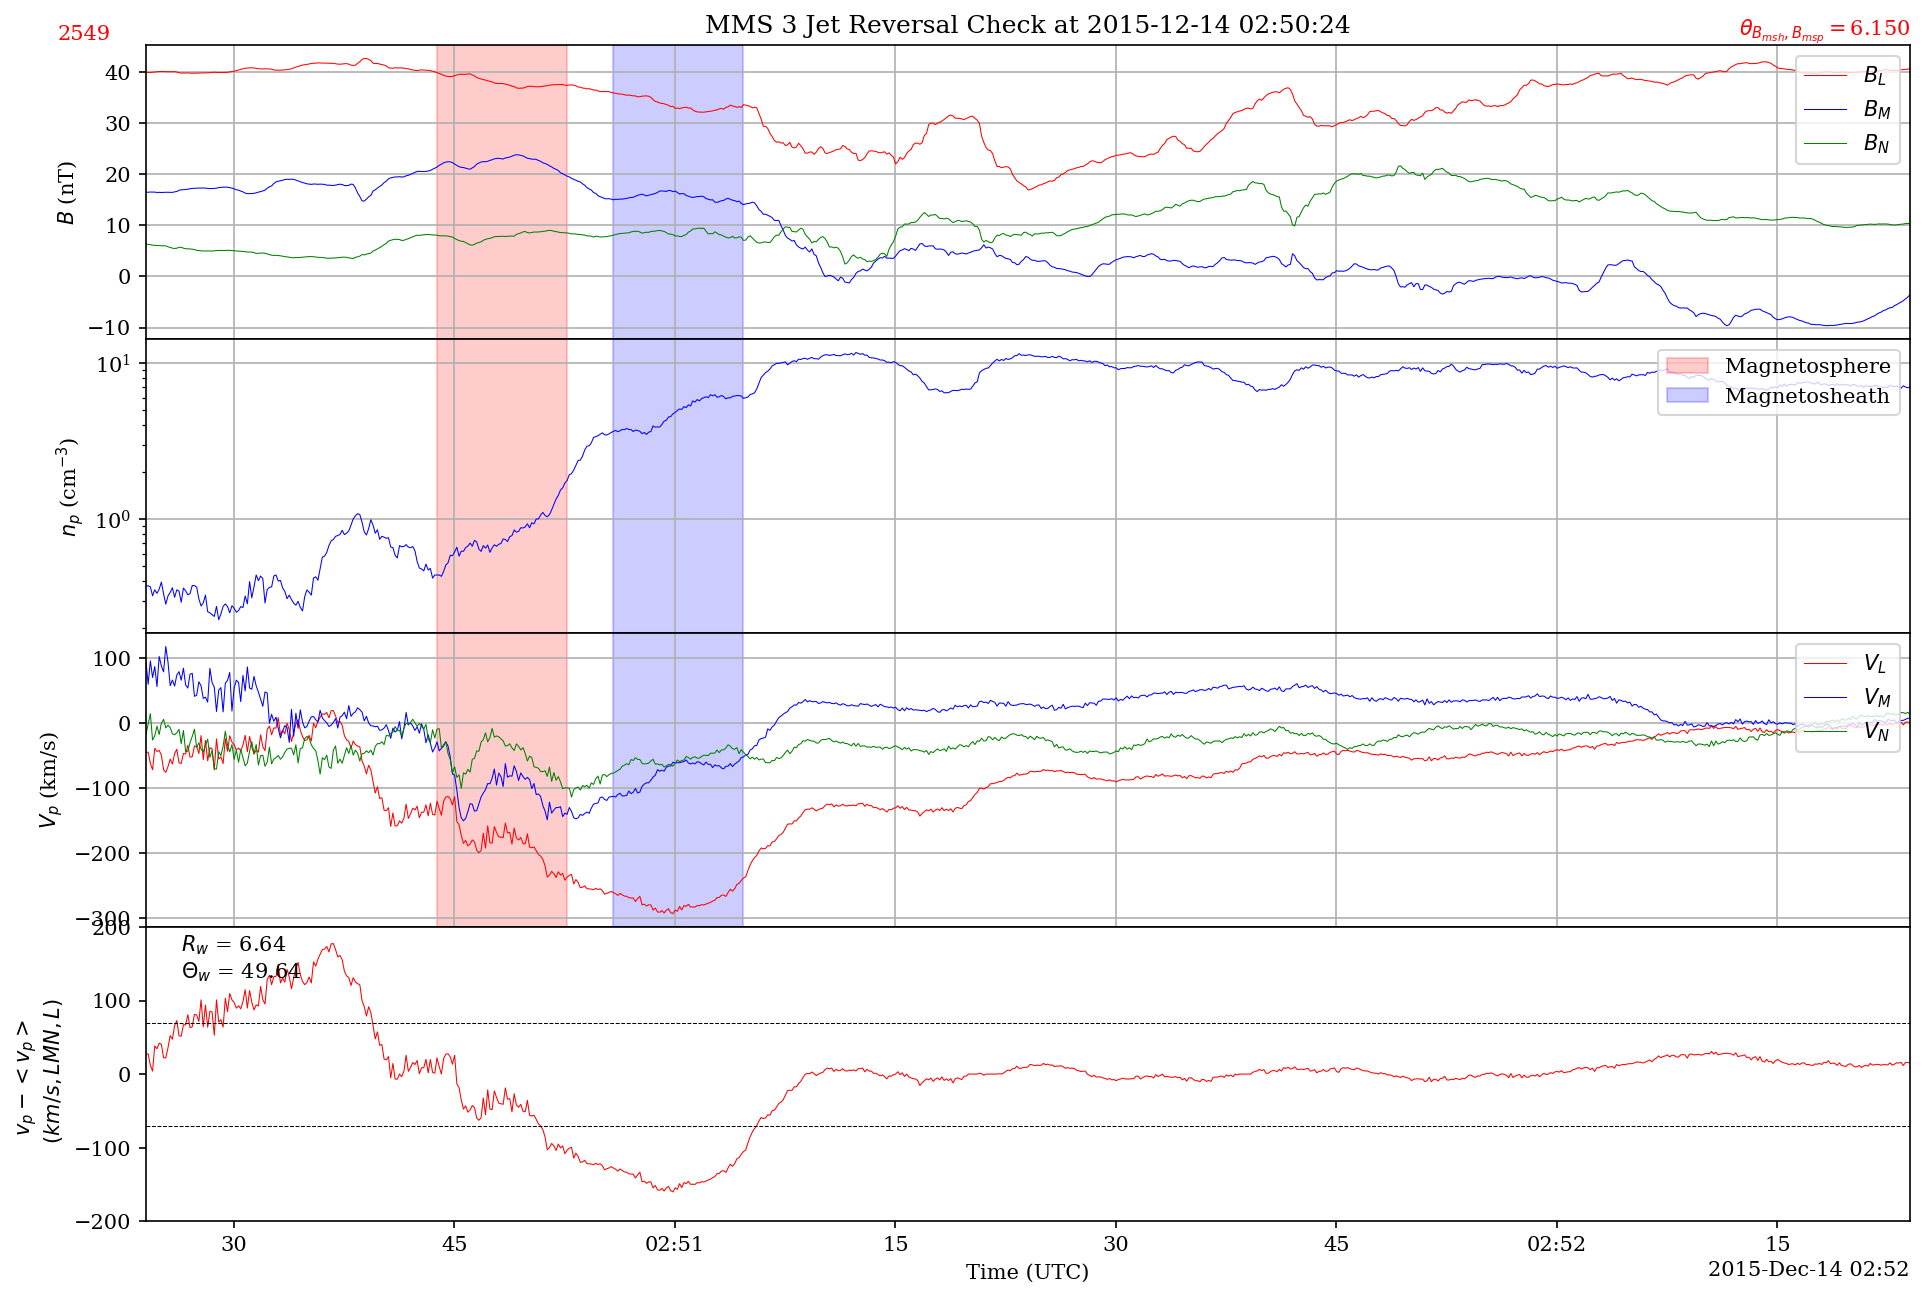 MMS 3 Jet Reversal Check at 2015-12-14 02:50:24
2549
θ_{B_{msh}, B_{msp}} = 6.150
40
30
20
10
0
−10
B (nT)
B_L
B_M
B_N
10^1
10^0
n_p (cm^{−3})
Magnetosphere
Magnetosheath
100
0
−100
−200
−300
V_p (km/s)
V_L
V_M
V_N
200
100
0
−100
−200
v_p − < v_p >
(km/s, LMN, L)
R_w = 6.64
Θ_w = 49.64
30 45 02:51 15 30 45 02:52 15
Time (UTC)
2015-Dec-14 02:52